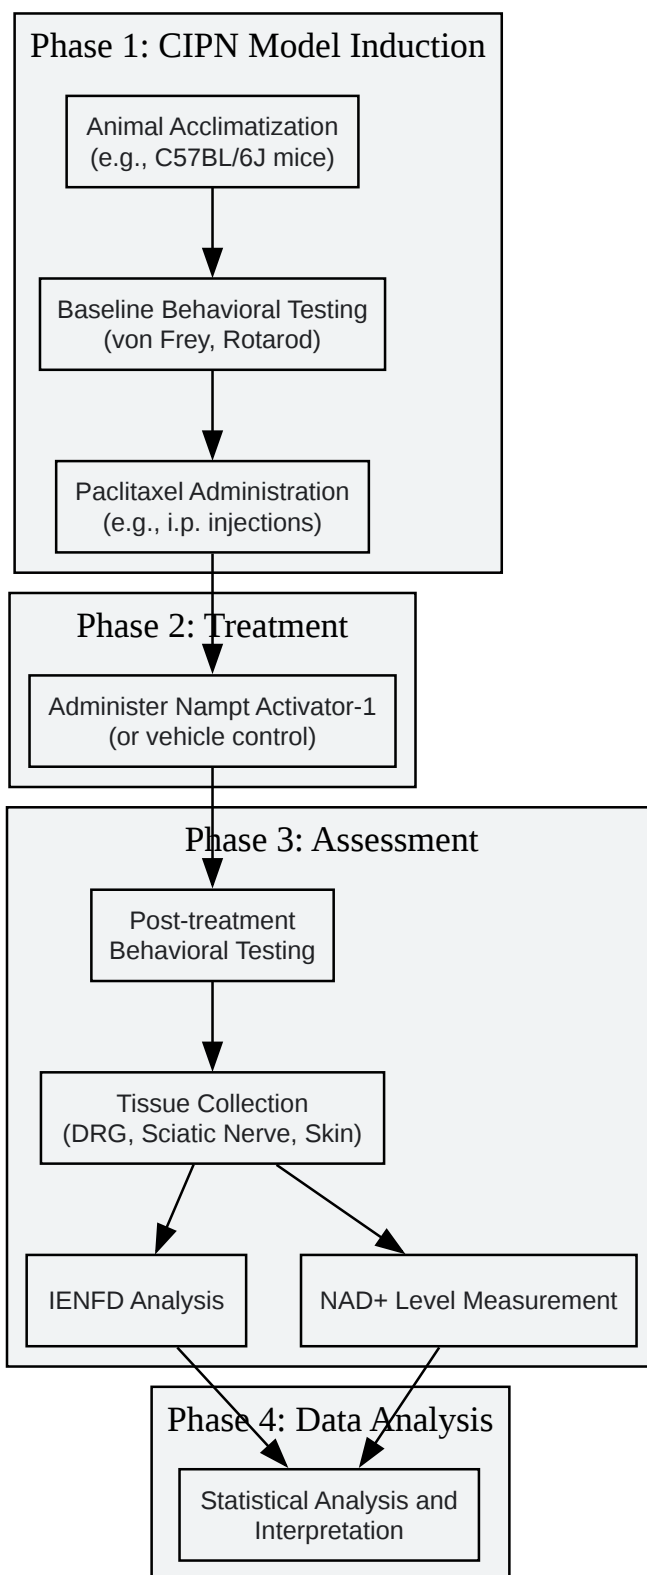 Phase 1: CIPN Model Induction
Animal Acclimatization
(e.g., C57BL/6J mice)
Baseline Behavioral Testing
(von Frey, Rotarod)
Paclitaxel Administration
(e.g., i.p. injections)
Phase 2: Treatment
Administer Nampt Activator-1
(or vehicle control)
Phase 3: Assessment
Post-treatment
Behavioral Testing
Tissue Collection
(DRG, Sciatic Nerve, Skin)
IENFD Analysis
NAD+ Level Measurement
Phase 4: Data Analysis
Statistical Analysis and
Interpretation